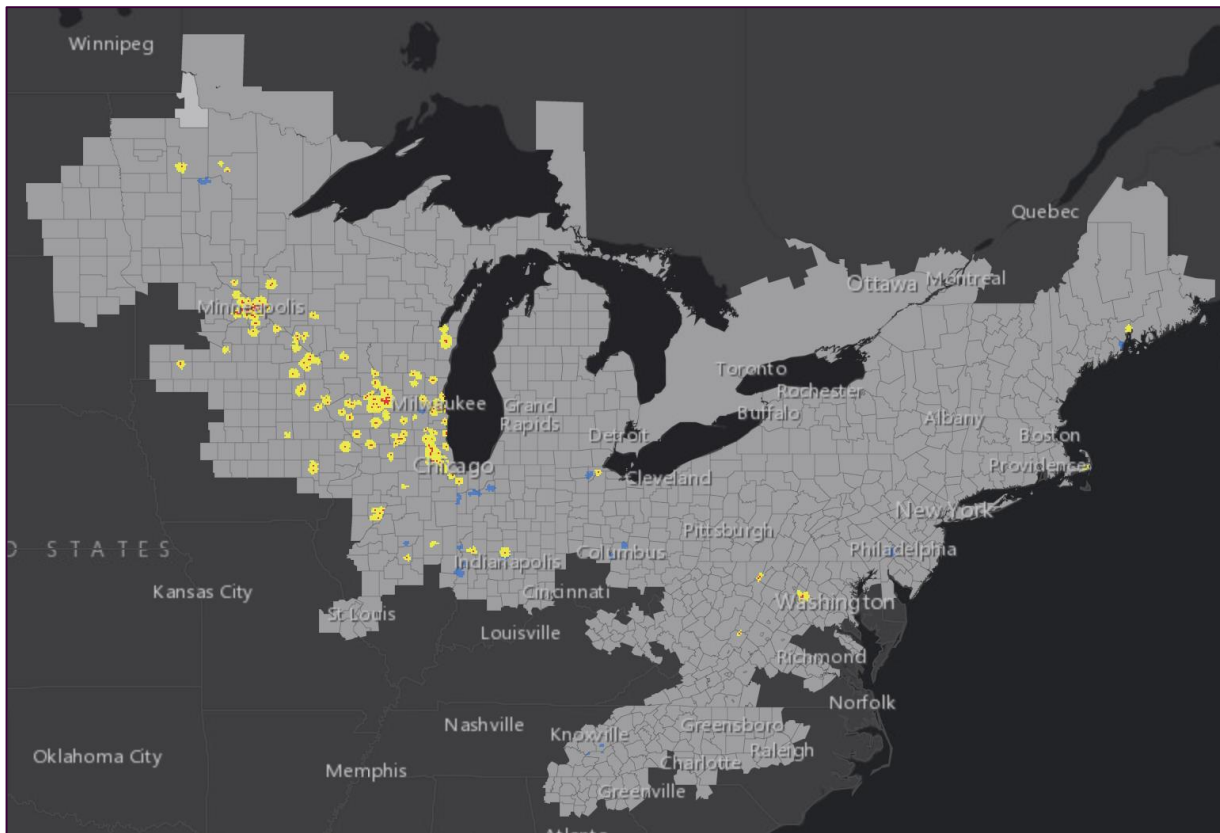 Winnipeg
Quebec
Ottawa
Montreal
Minneapolis
Toronto
Rochester
Milwaukee
Grand
Rapids
Buffalo
Albany
Detroit
Boston
Chicago
Providence
Cleveland
New York
Pittsburgh
D STATES
Columbus
Philadelphia
Indianapolis
Kansas City
Cincinnati
Washington
St Louis
Louisville
Richmond
Norfolk
Nashville
Knoxville
Greensboro
Raleigh
Oklahoma City
Memphis
Charlotte
Greenville
Atlanta